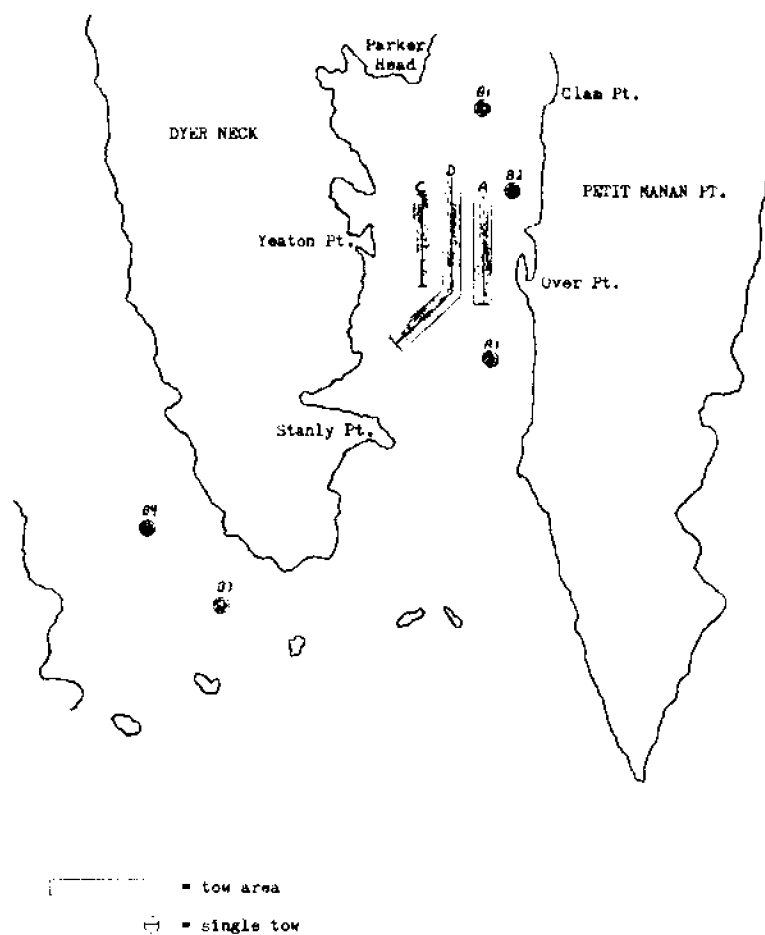 Parker
Head
B1
Clam Pt.
DYER NECK
D
C
A
B2
PETIT MANAN PT.
Yeaton Pt.
Over Pt.
A1
Stanly Pt.
B4
B3
= tow area
= single tow